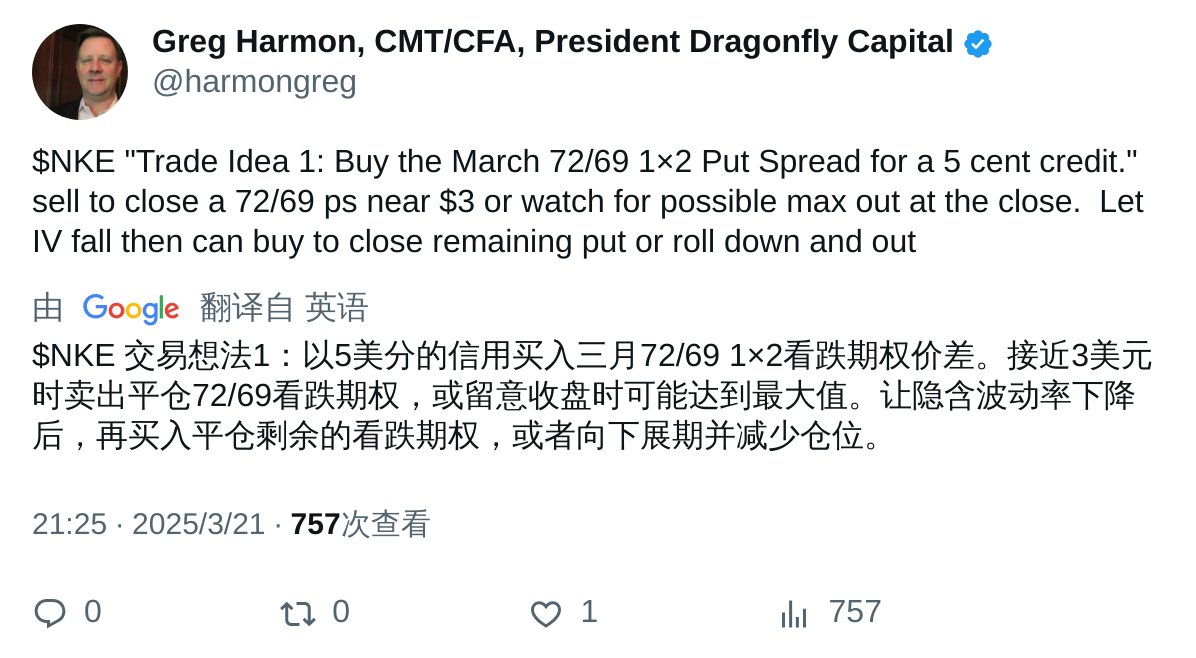 Greg Harmon, CMT/CFA, President Dragonfly Capital
@harmongreg
$NKE "Trade Idea 1: Buy the March 72/69 1×2 Put Spread for a 5 cent credit."
sell to close a 72/69 ps near $3 or watch for possible max out at the close.  Let
IV fall then can buy to close remaining put or roll down and out
由 Google 翻译自 英语
$NKE 交易想法1：以5美分的信用买入三月72/69 1×2看跌期权价差。接近3美元
时卖出平仓72/69看跌期权，或留意收盘时可能达到最大值。让隐含波动率下降
后，再买入平仓剩余的看跌期权，或者向下展期并减少仓位。
21:25 · 2025/3/21 · 757次查看
0 0 1 757